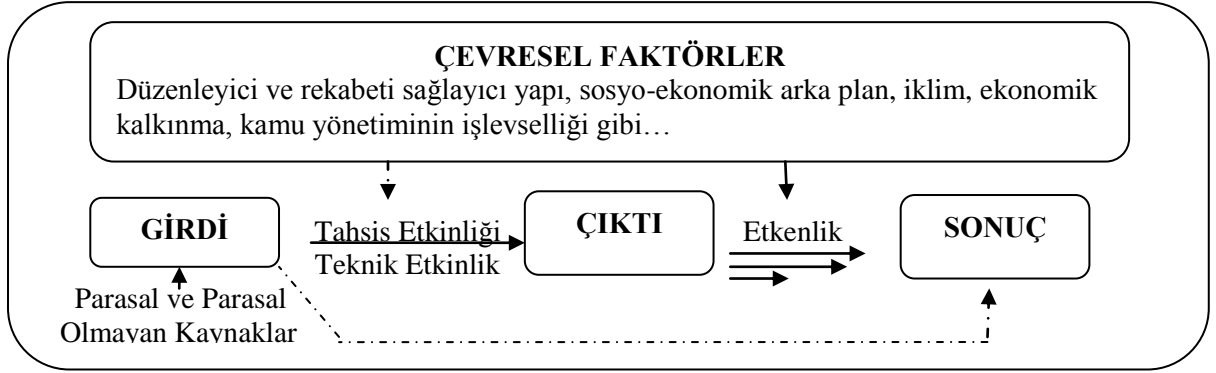 ÇEVRESEL FAKTÖRLER
Düzenleyici ve rekabeti sağlayıcı yapı, sosyo-ekonomik arka plan, iklim, ekonomik
kalkınma, kamu yönetiminin işlevselliği gibi…
GİRDİ
Tahsis Etkinliği
Teknik Etkinlik
ÇIKTI
Etkenlik
SONUÇ
Parasal ve Parasal
Olmayan Kaynaklar